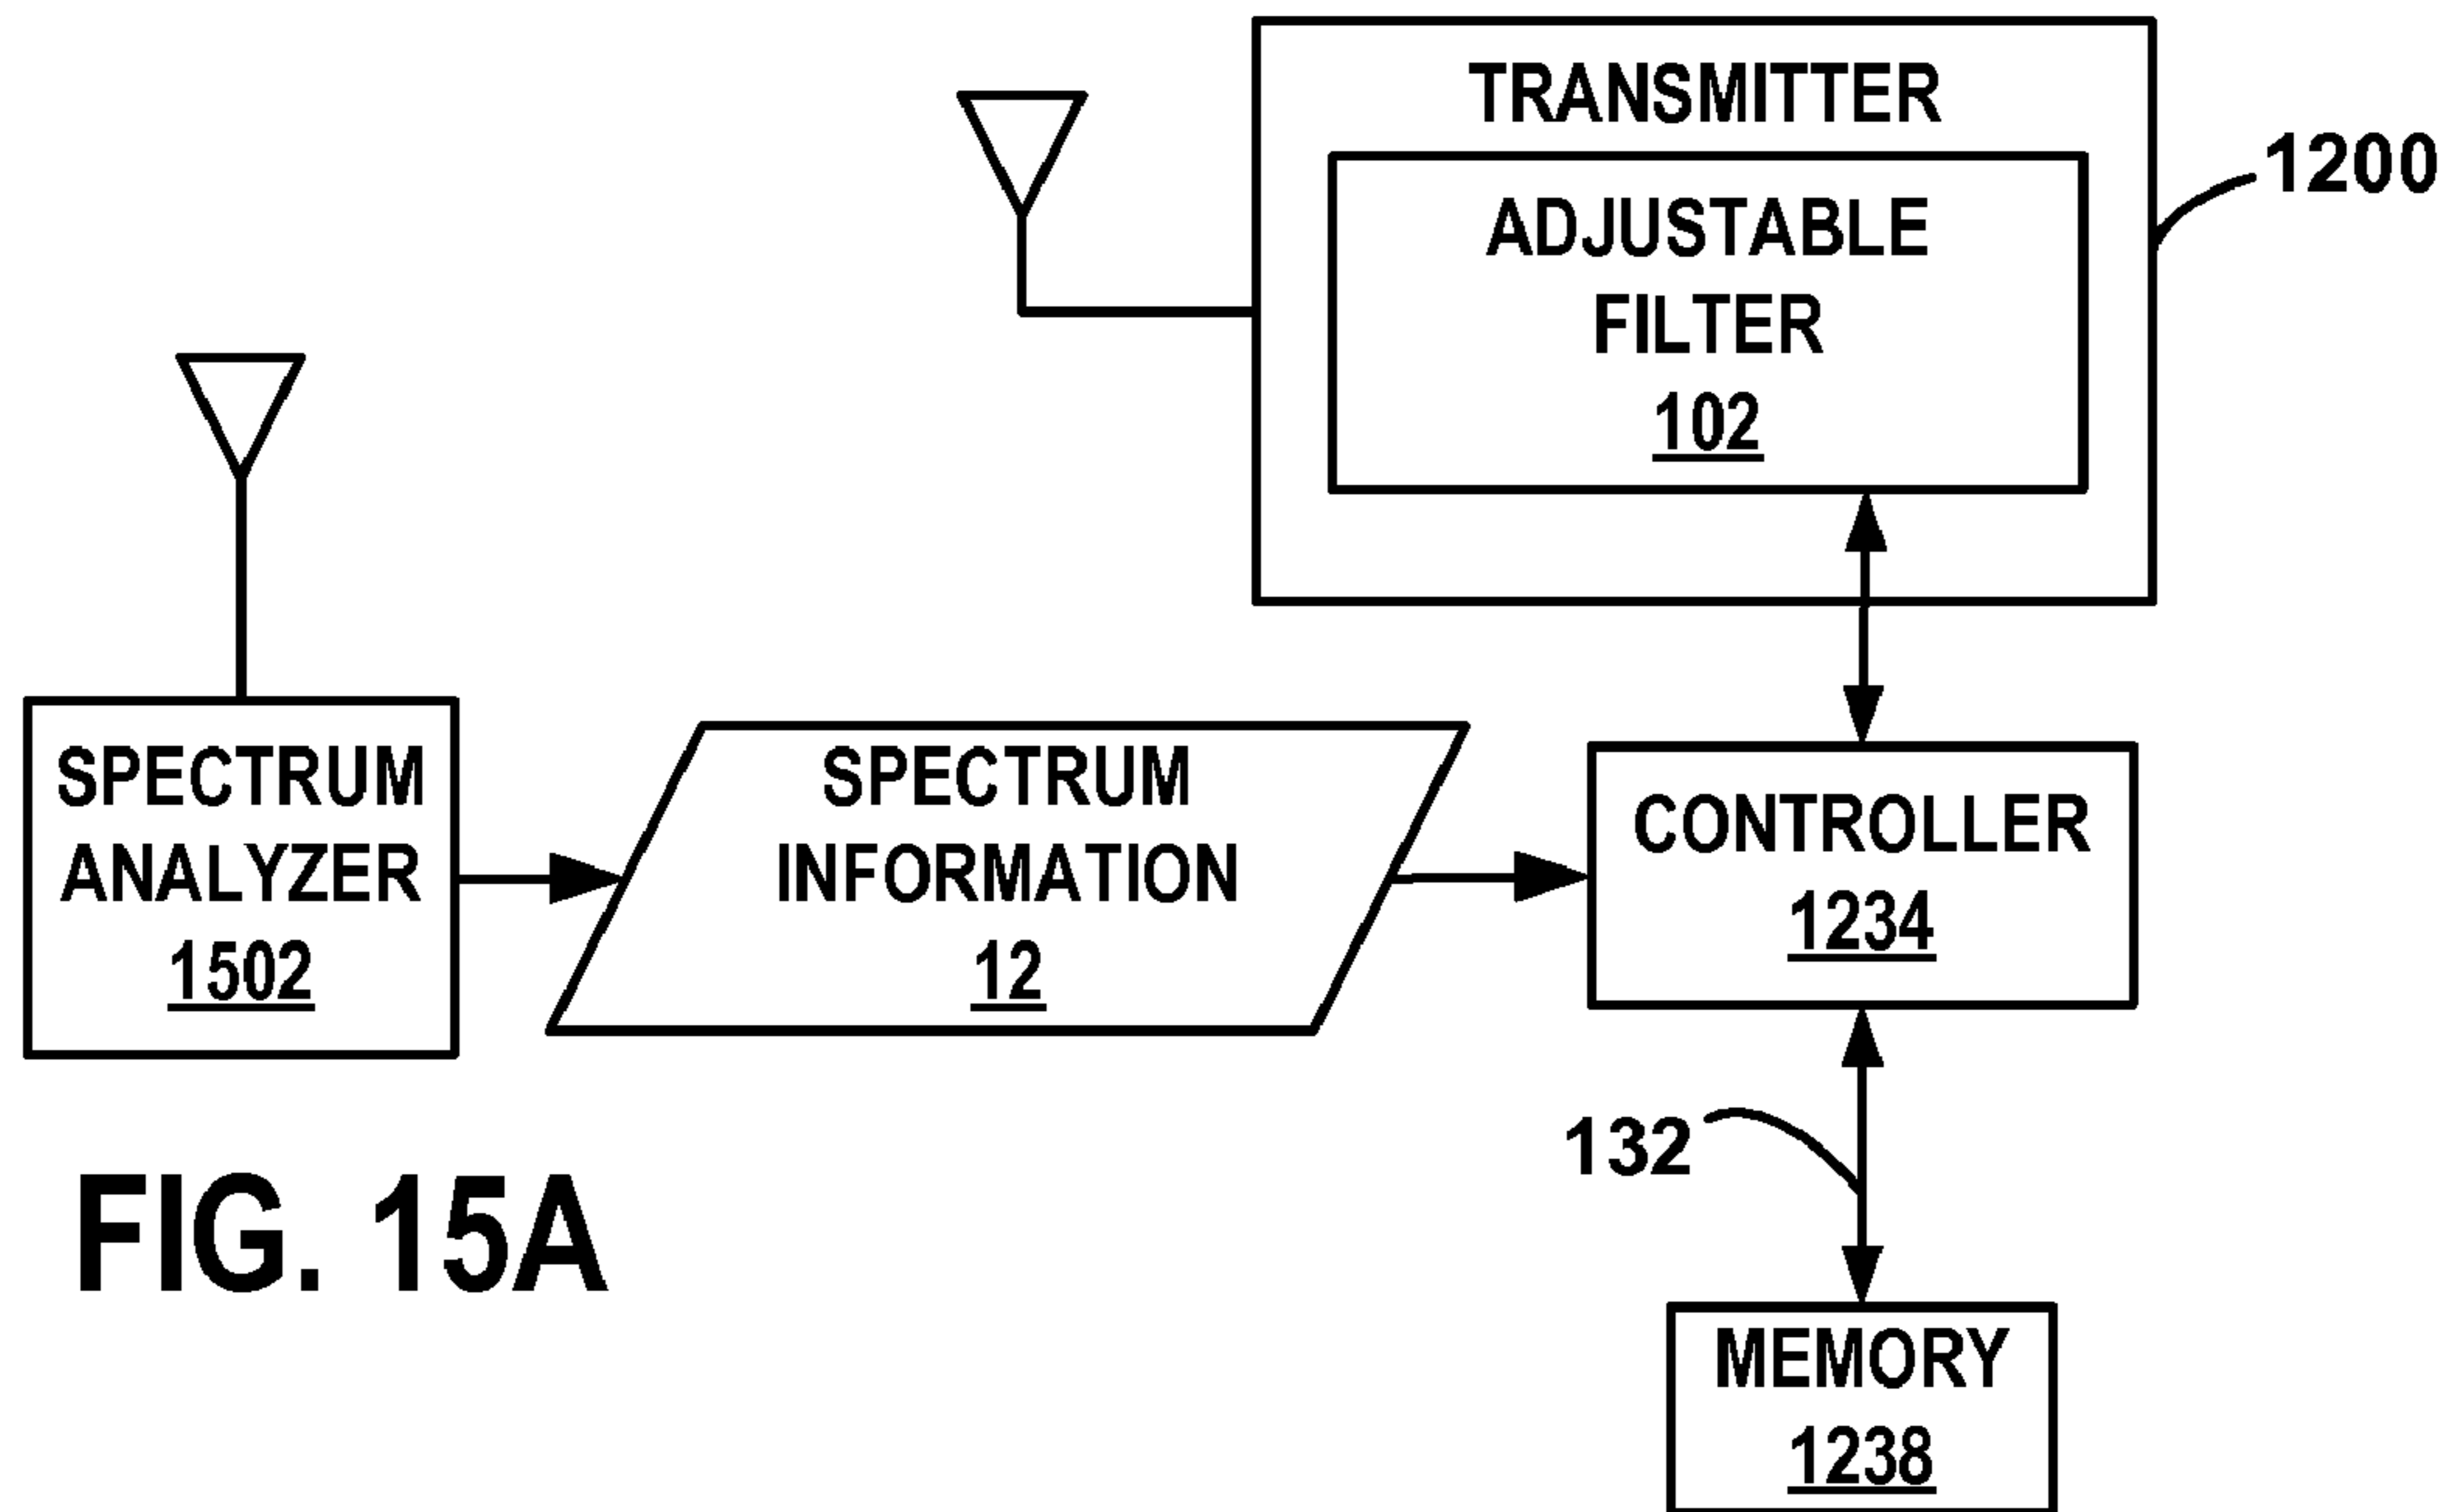 TRANSMITTER
ADJUSTABLE
FILTER
102
1200
SPECTRUM
ANALYZER
1502
SPECTRUM
INFORMATION
12
CONTROLLER
1234
132
MEMORY
1238
FIG. 15A